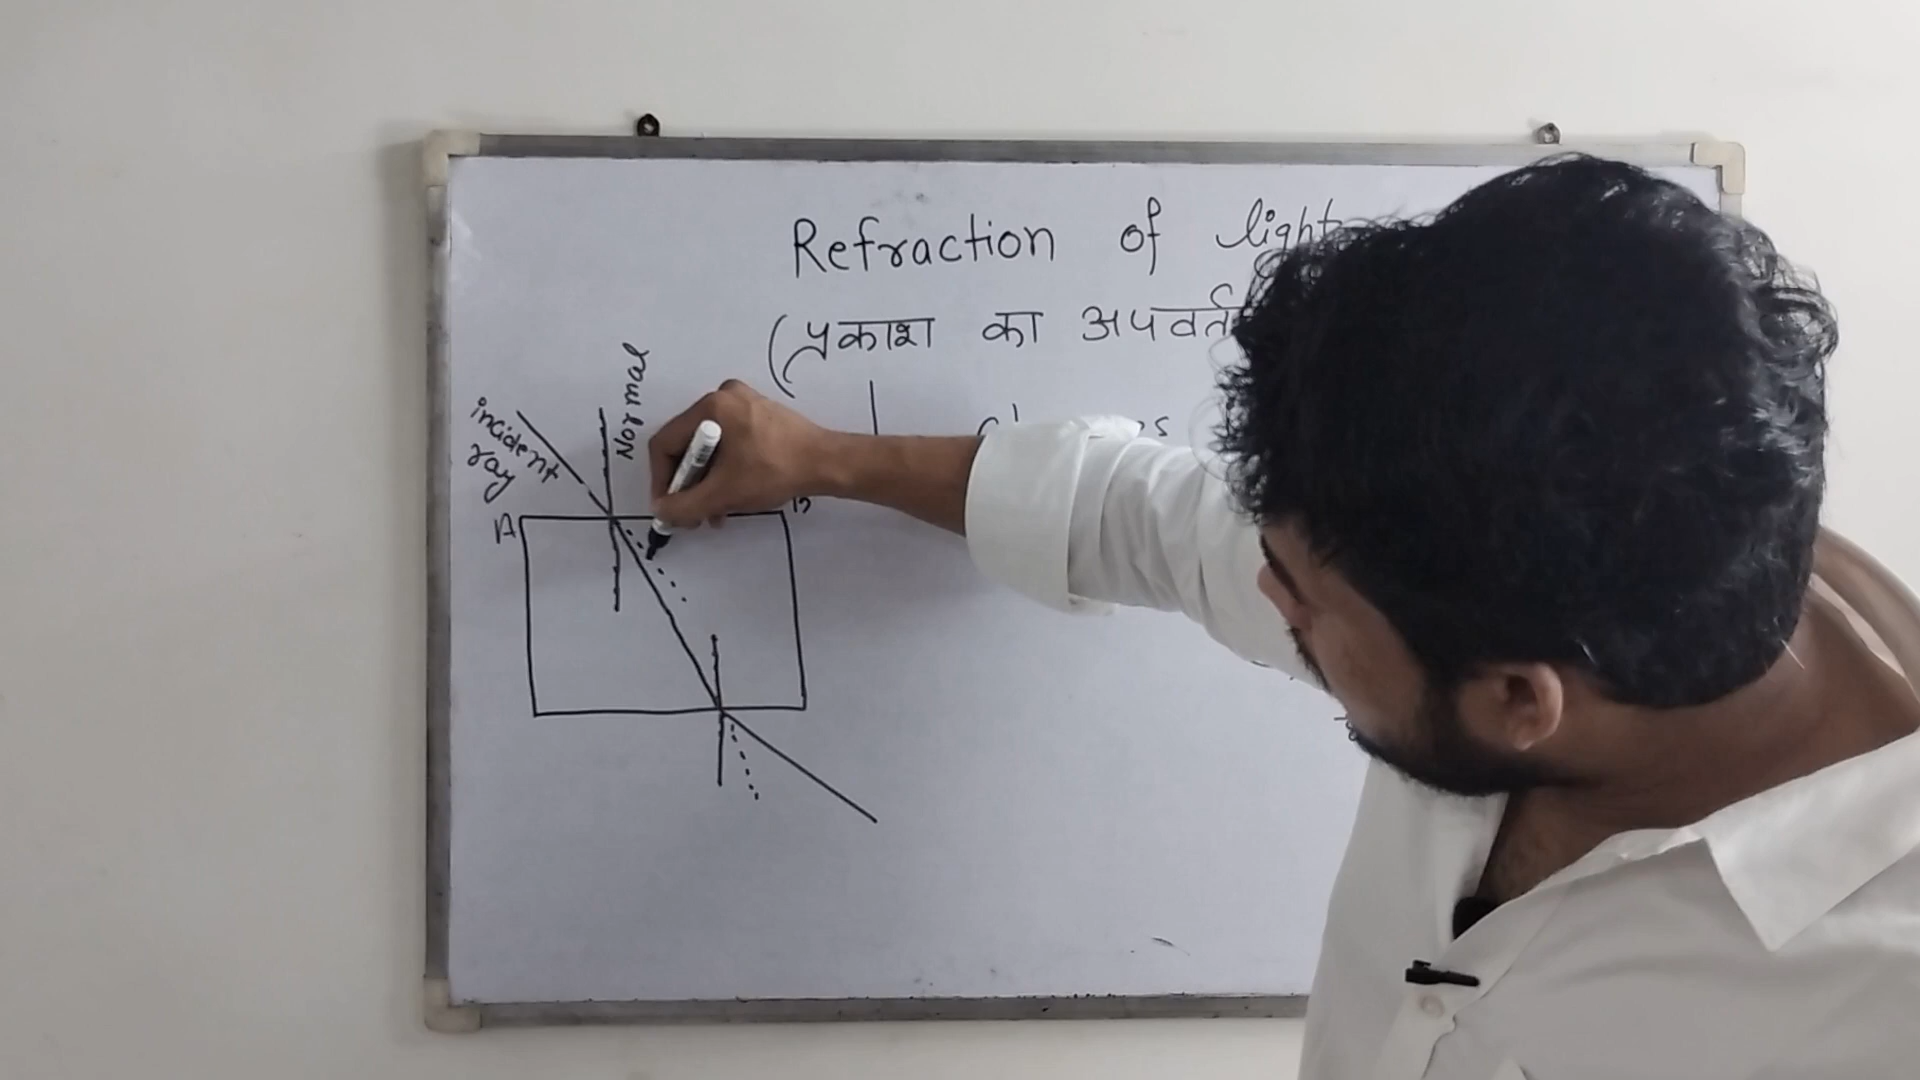 Refraction of light
(प्रकाश का अपवर्त
Normal
incident
ray
A
B